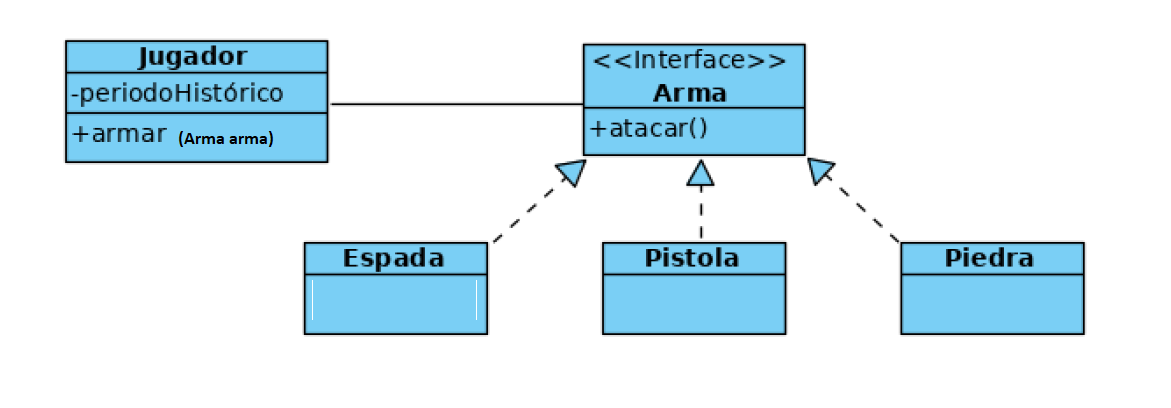 Jugador
-periodoHistórico
+armar (Arma arma)
<<Interface>>
Arma
+atacar()
Espada
Pistola
Piedra